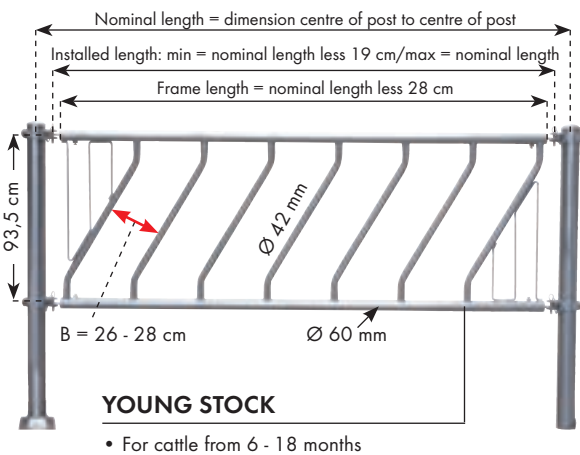 Nominal length = dimension centre of post to centre of post
Installed length: min = nominal length less 19 cm/max = nominal length
Frame length = nominal length less 28 cm
93,5 cm
Ø 42 mm
B = 26 - 28 cm
Ø 60 mm
YOUNG STOCK
• For cattle from 6 - 18 months